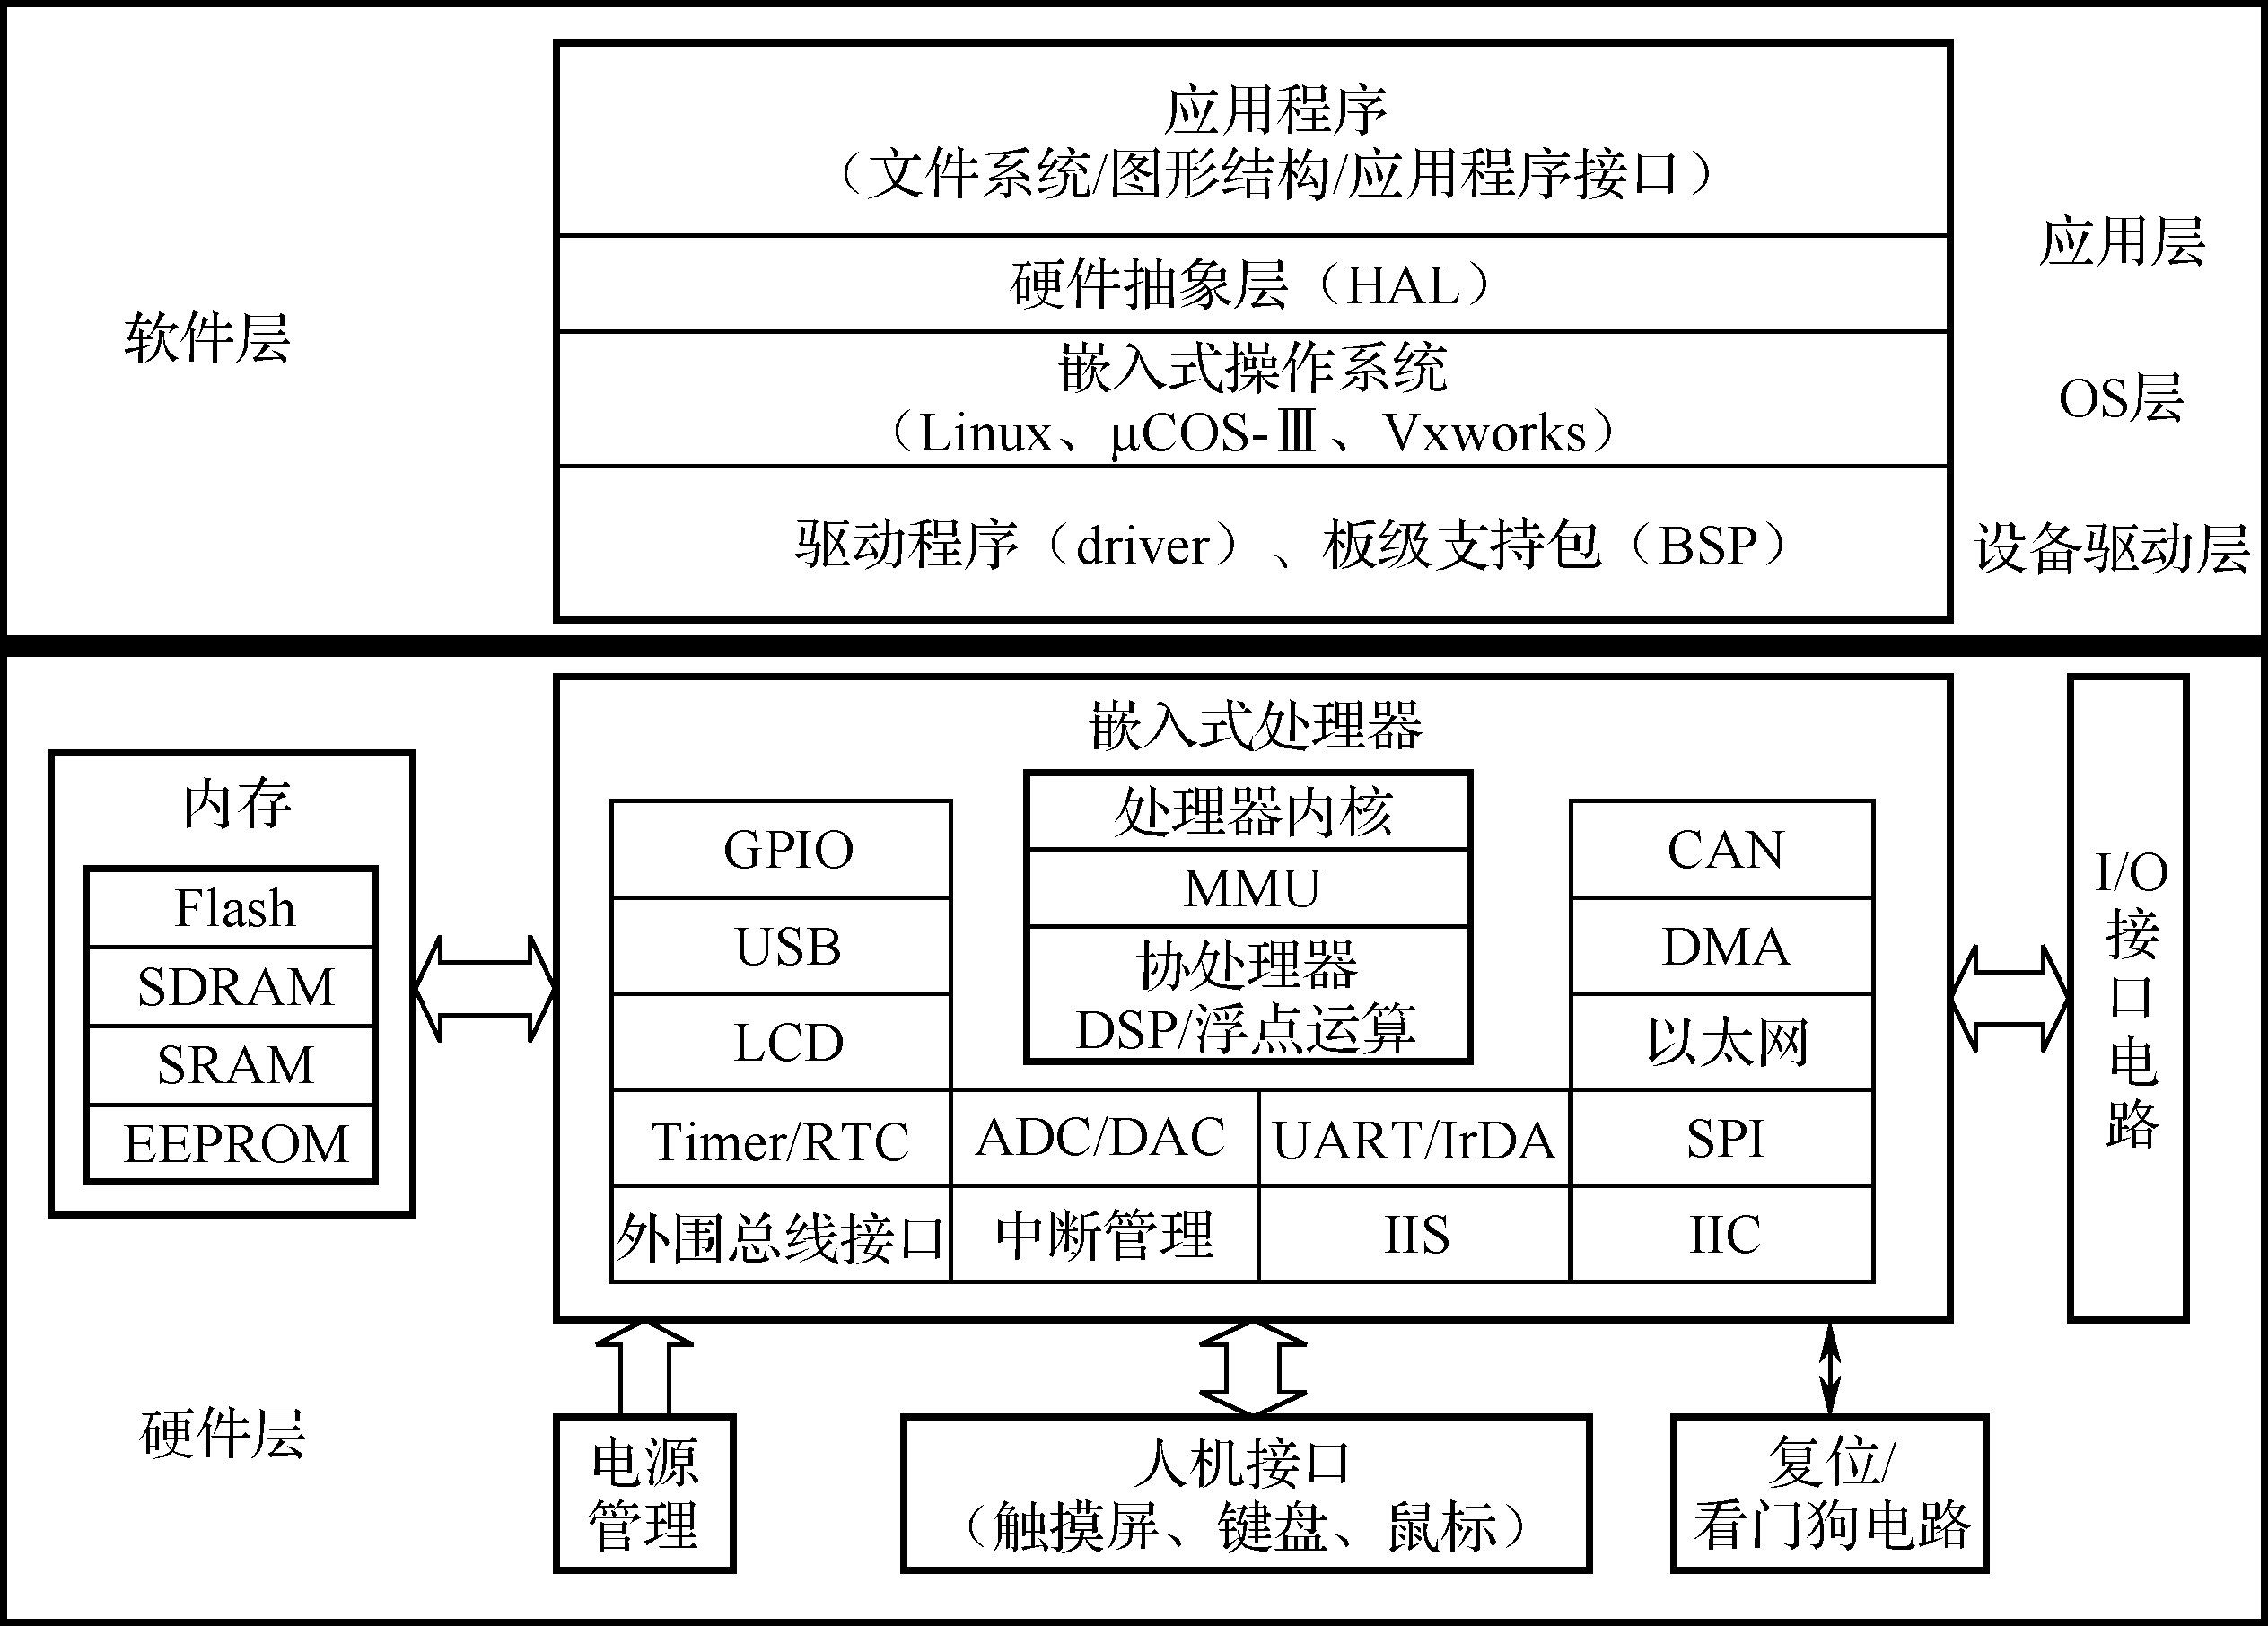 应用程序
（文件系统/图形结构/应用程序接口）
应用层
硬件抽象层（HAL）
软件层
嵌入式操作系统
（Linux、μCOS-Ⅲ、Vxworks）
OS层
驱动程序（driver）、板级支持包（BSP）
设备驱动层
嵌入式处理器
内存
Flash
SDRAM
SRAM
EEPROM
处理器内核
MMU
协处理器
DSP/浮点运算
GPIO
USB
LCD
Timer/RTC
外围总线接口
ADC/DAC
中断管理
UART/IrDA
IIS
CAN
DMA
以太网
SPI
IIC
I/O
接
口
电
路
硬件层
电源
管理
人机接口
（触摸屏、键盘、鼠标）
复位/
看门狗电路